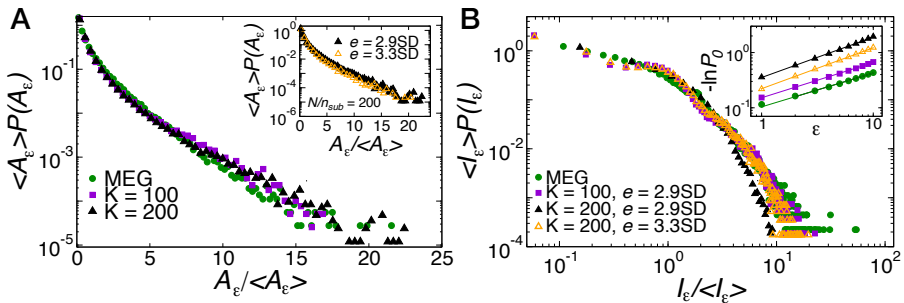 A
<A_ε>P(A_ε)
10^-1
10^-3
10^-5
MEG
K = 100
K = 200
0 5 10 15 20 25
A_ε/<A_ε>
<A_ε>P(A_ε)
10^0
10^-2
10^-4
10^-6
e = 2.9SD
e = 3.3SD
N/n_sub = 200
0 5 10 15 20
A_ε/<A_ε>
B
<I_ε>P(I_ε)
10^0
10^-2
10^-4
MEG
K = 100, e = 2.9SD
K = 200, e = 2.9SD
K = 200, e = 3.3SD
10^-1 10^0 10^1 10^2
I_ε/<I_ε>
-lnP_0
10^0
10^-1
1 10
ε